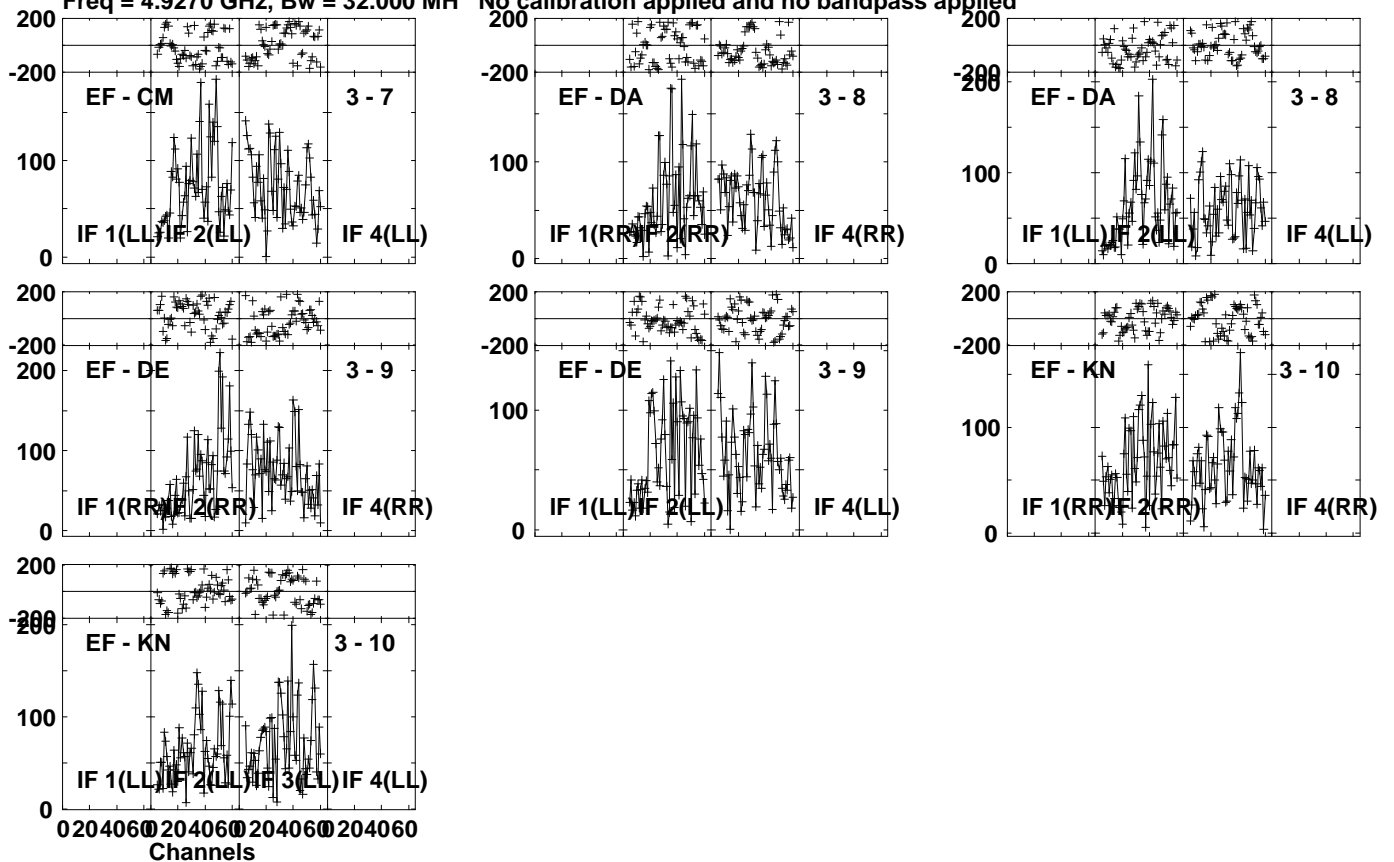 Freq = 4.9270 GHz, Bw = 32.000 MH No calibration applied and no bandpass applied
200
-200
EF - CM 3 - 7
100
0
IF 1(LL) IF 2(LL) IF 4(LL)
EF - DA 3 - 8
100
0
IF 1(RR) IF 2(RR) IF 4(RR)
200
-200
200
EF - DA 3 - 8
100
0
IF 1(LL) IF 2(LL) IF 4(LL)
200
-200
200
EF - DE 3 - 9
100
0
IF 1(RR) IF 2(RR) IF 4(RR)
200
-200
EF - DE 3 - 9
100
0
IF 1(LL) IF 2(LL) IF 4(LL)
200
-200
EF - KN 3 - 10
100
0
IF 1(RR) IF 2(RR) IF 4(RR)
200
-200
200
EF - KN 3 - 10
100
0
IF 1(LL) IF 2(LL) IF 3(LL) IF 4(LL)
0 20 40 60 0 20 40 60 0 20 40 60 0 20 40 60
Channels